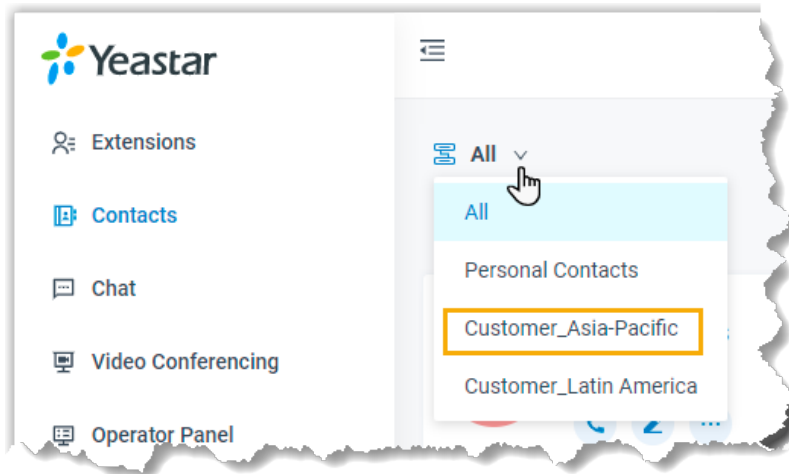 Yeastar
Extensions
Contacts
Chat
Video Conferencing
Operator Panel
All
All
Personal Contacts
Customer_Asia-Pacific
Customer_Latin America